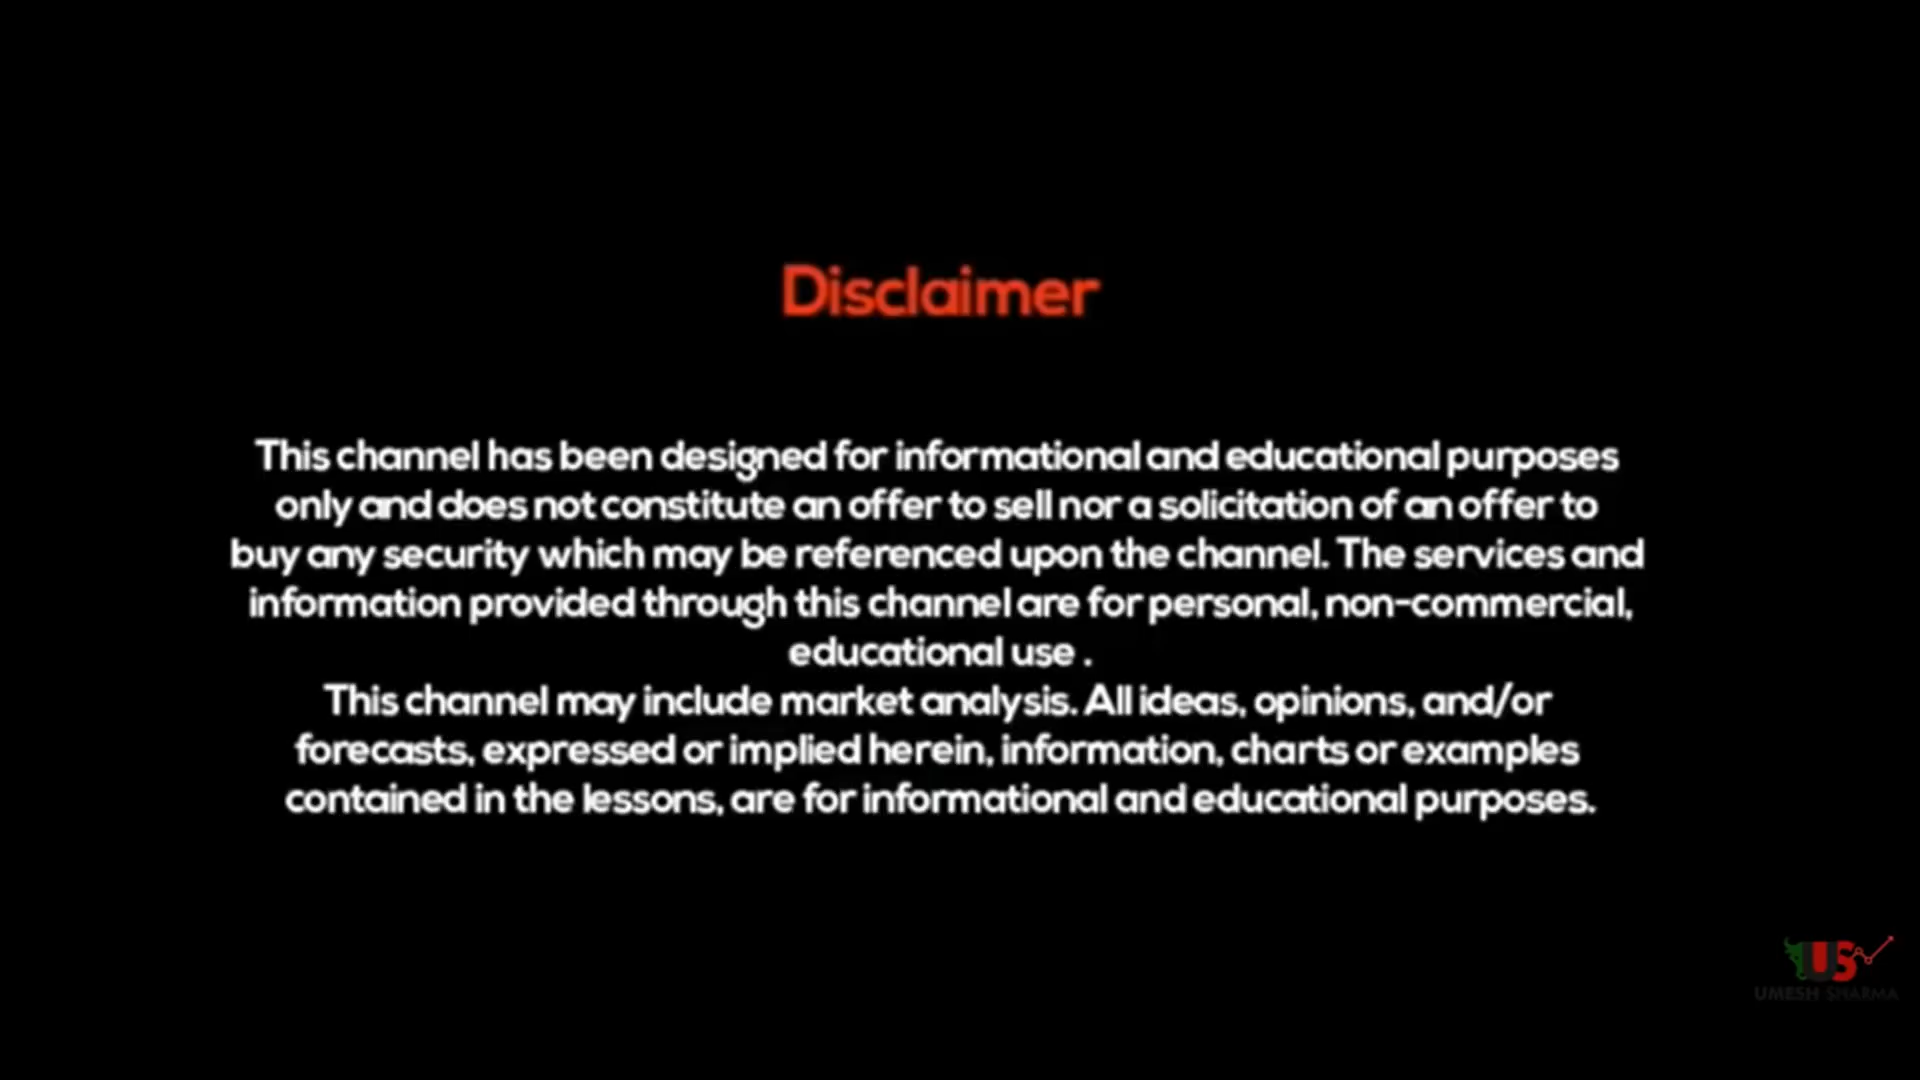 Disclaimer
This channel has been designed for informational and educational purposes
only and does not constitute an offer to sell nor a solicitation of an offer to
buy any security which may be referenced upon the channel. The services and
information provided through this channel are for personal, non-commercial,
educational use .
This channel may include market analysis. All ideas, opinions, and/or
forecasts, expressed or implied herein, information, charts or examples
contained in the lessons, are for informational and educational purposes.
US
UMESH SHARMA